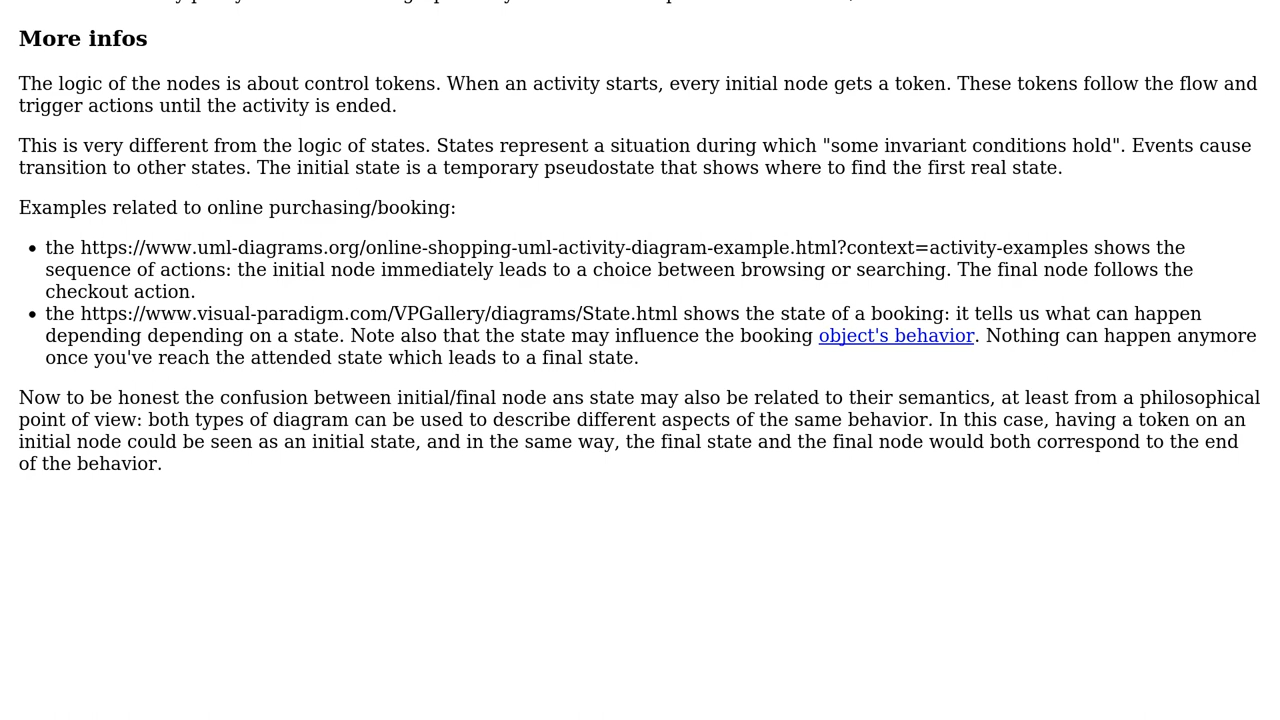 More infos
The logic of the nodes is about control tokens. When an activity starts, every initial node gets a token. These tokens follow the flow and
trigger actions until the activity is ended.
This is very different from the logic of states. States represent a situation during which "some invariant conditions hold". Events cause
transition to other states. The initial state is a temporary pseudostate that shows where to find the first real state.
Examples related to online purchasing/booking:
• the https://www.uml-diagrams.org/online-shopping-uml-activity-diagram-example.html?context=activity-examples shows the
sequence of actions: the initial node immediately leads to a choice between browsing or searching. The final node follows the
checkout action.
• the https://www.visual-paradigm.com/VPGallery/diagrams/State.html shows the state of a booking: it tells us what can happen
depending depending on a state. Note also that the state may influence the booking object's behavior. Nothing can happen anymore
once you've reach the attended state which leads to a final state.
Now to be honest the confusion between initial/final node ans state may also be related to their semantics, at least from a philosophical
point of view: both types of diagram can be used to describe different aspects of the same behavior. In this case, having a token on an
initial node could be seen as an initial state, and in the same way, the final state and the final node would both correspond to the end
of the behavior.